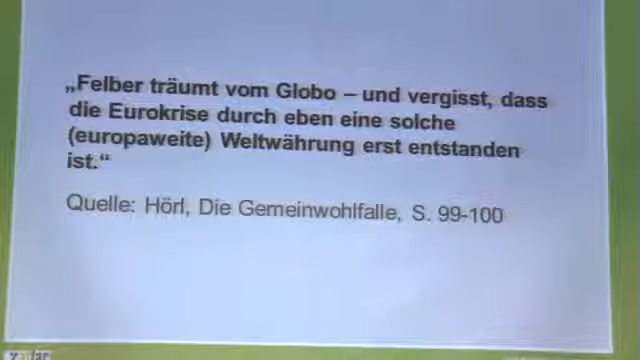 „Felber träumt vom Globo – und vergisst, dass
die Eurokrise durch eben eine solche
(europaweite) Weltwährung erst entstanden
ist.“
Quelle: Hörl, Die Gemeinwohlfalle, S. 99-100